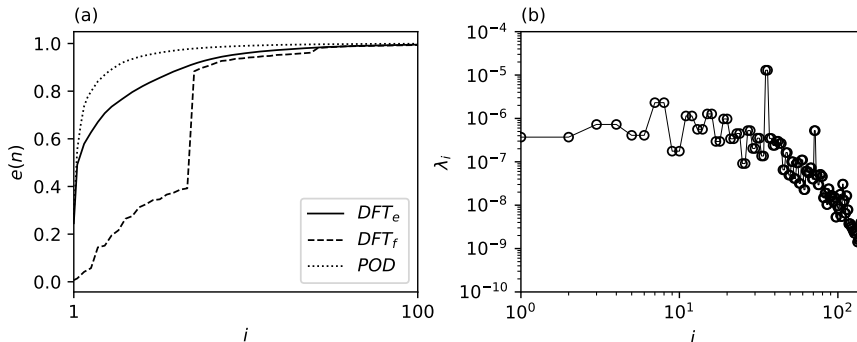 (a)
1.0
0.8
0.6
0.4
0.2
0.0
e(n)
DFT_e
DFT_f
POD
1 100
i
(b)
10^{-4}
10^{-5}
10^{-6}
10^{-7}
10^{-8}
10^{-9}
10^{-10}
λ_i
10^0 10^1 10^2
i